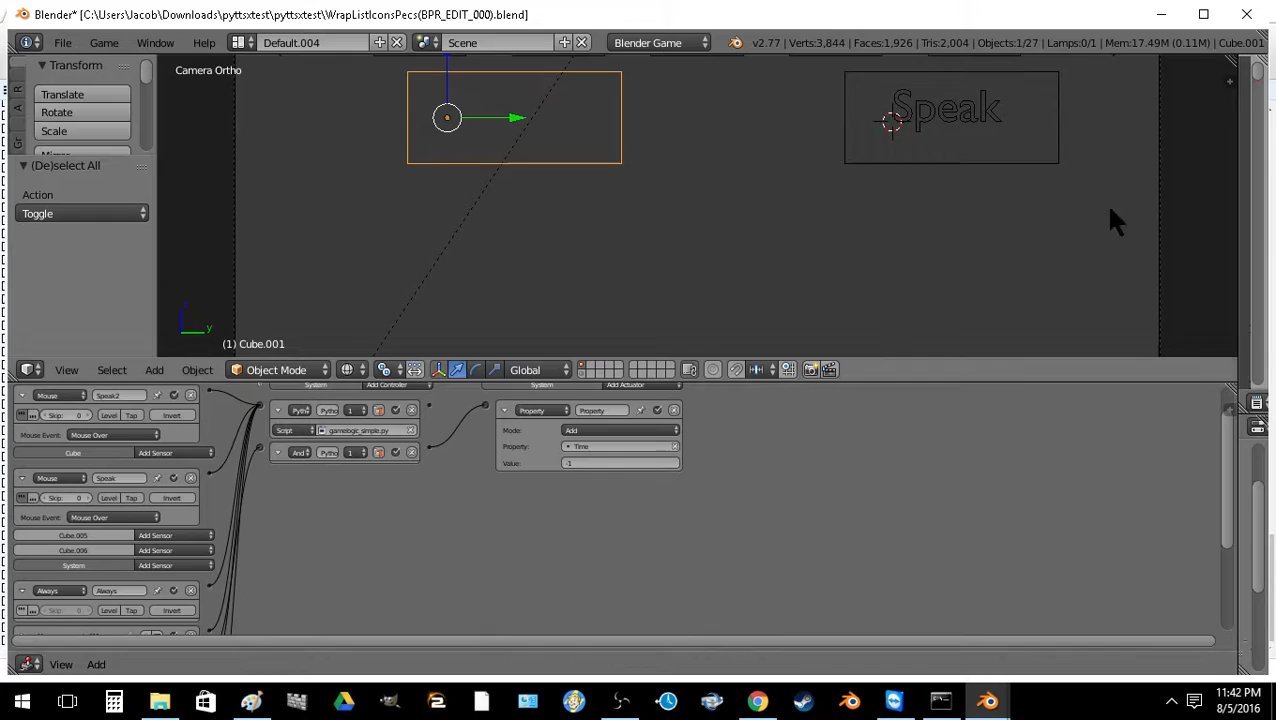 Blender* [C:\Users\Jacob\Downloads\pyttsxtest\pyttsxtest\WrapListIconsPecs(BPR_EDIT_000).blend]
File Game Window Help Default.004 Scene Blender Game v2.77 | Verts:3,844 | Faces:1,926 | Tris:2,004 | Objects:1/27 | Lamps:0/1 | Mem:17.49M (0.11M) | Cube.001
Transform
Translate
Rotate
Scale
R
A
Gr
(De)select All
Action
Toggle
Camera Ortho
Speak
z
y
(1) Cube.001
View Select Add Object Object Mode Global
System Add Controller System Add Actuator
Mouse Speak2
Skip: 0 Level Tap Invert
Mouse Event: Mouse Over
Cube Add Sensor
Mouse Speak
Skip: 0 Level Tap Invert
Mouse Event: Mouse Over
Cube.005 Add Sensor
Cube.006 Add Sensor
System Add Sensor
Always Always
Skip: 0 Level Tap Invert
Pyth Pytho 1
Script gamelogic_simple.py
And Pytho 1
Property Property
Mode: Add
Property: Time
Value: -1
View Add
11:42 PM
8/5/2016